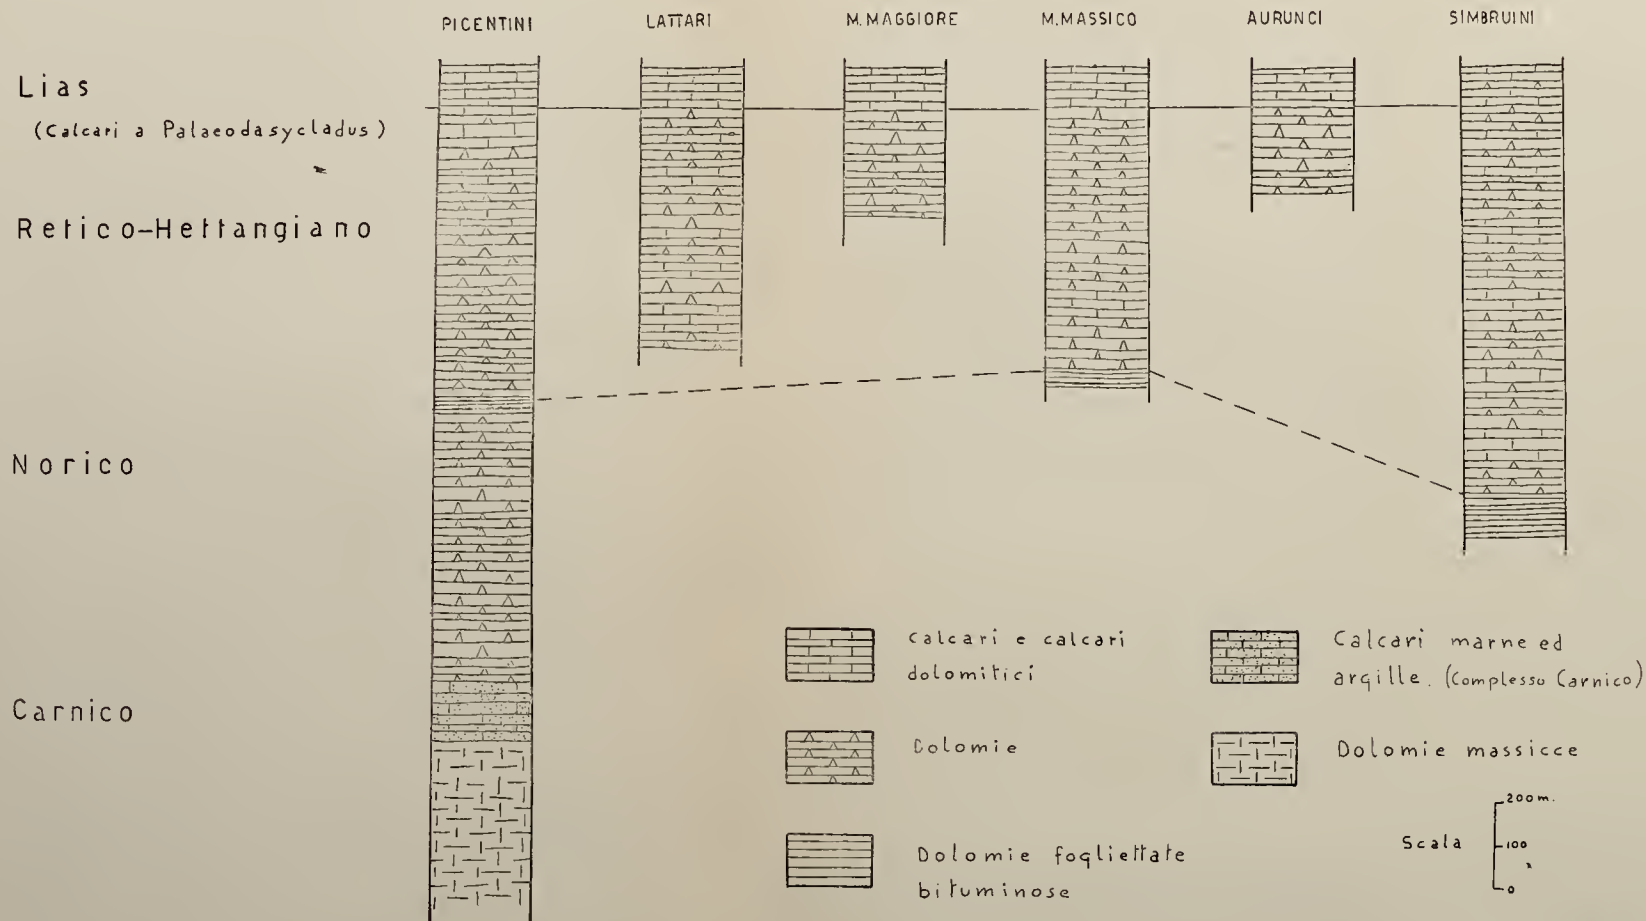 PICENTINI LATTARI M. MAGGIORE M. MASSICO AURUNCI SIMBRUINI
Lias
(Calcari a Palaeodasycladus)
Retico-Hettangiano
Norico
Carnico
Calcari e calcari
dolomitici
Dolomie
Dolomie fogliettate
bituminose
Calcari marne ed
argille. (Complesso Carnico)
Dolomie massicce
Scala
200 m.
100
0